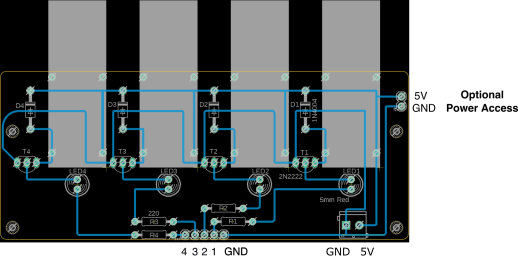 5V
GND
Optional
Power Access
D4
D3
D2
D1
1N4004
T4
T3
T2
T1
2N2222
LED4
LED3
LED2
LED1
5mm Red
R2
220
R3
R1
R4
4 3 2 1 GND
GND 5V